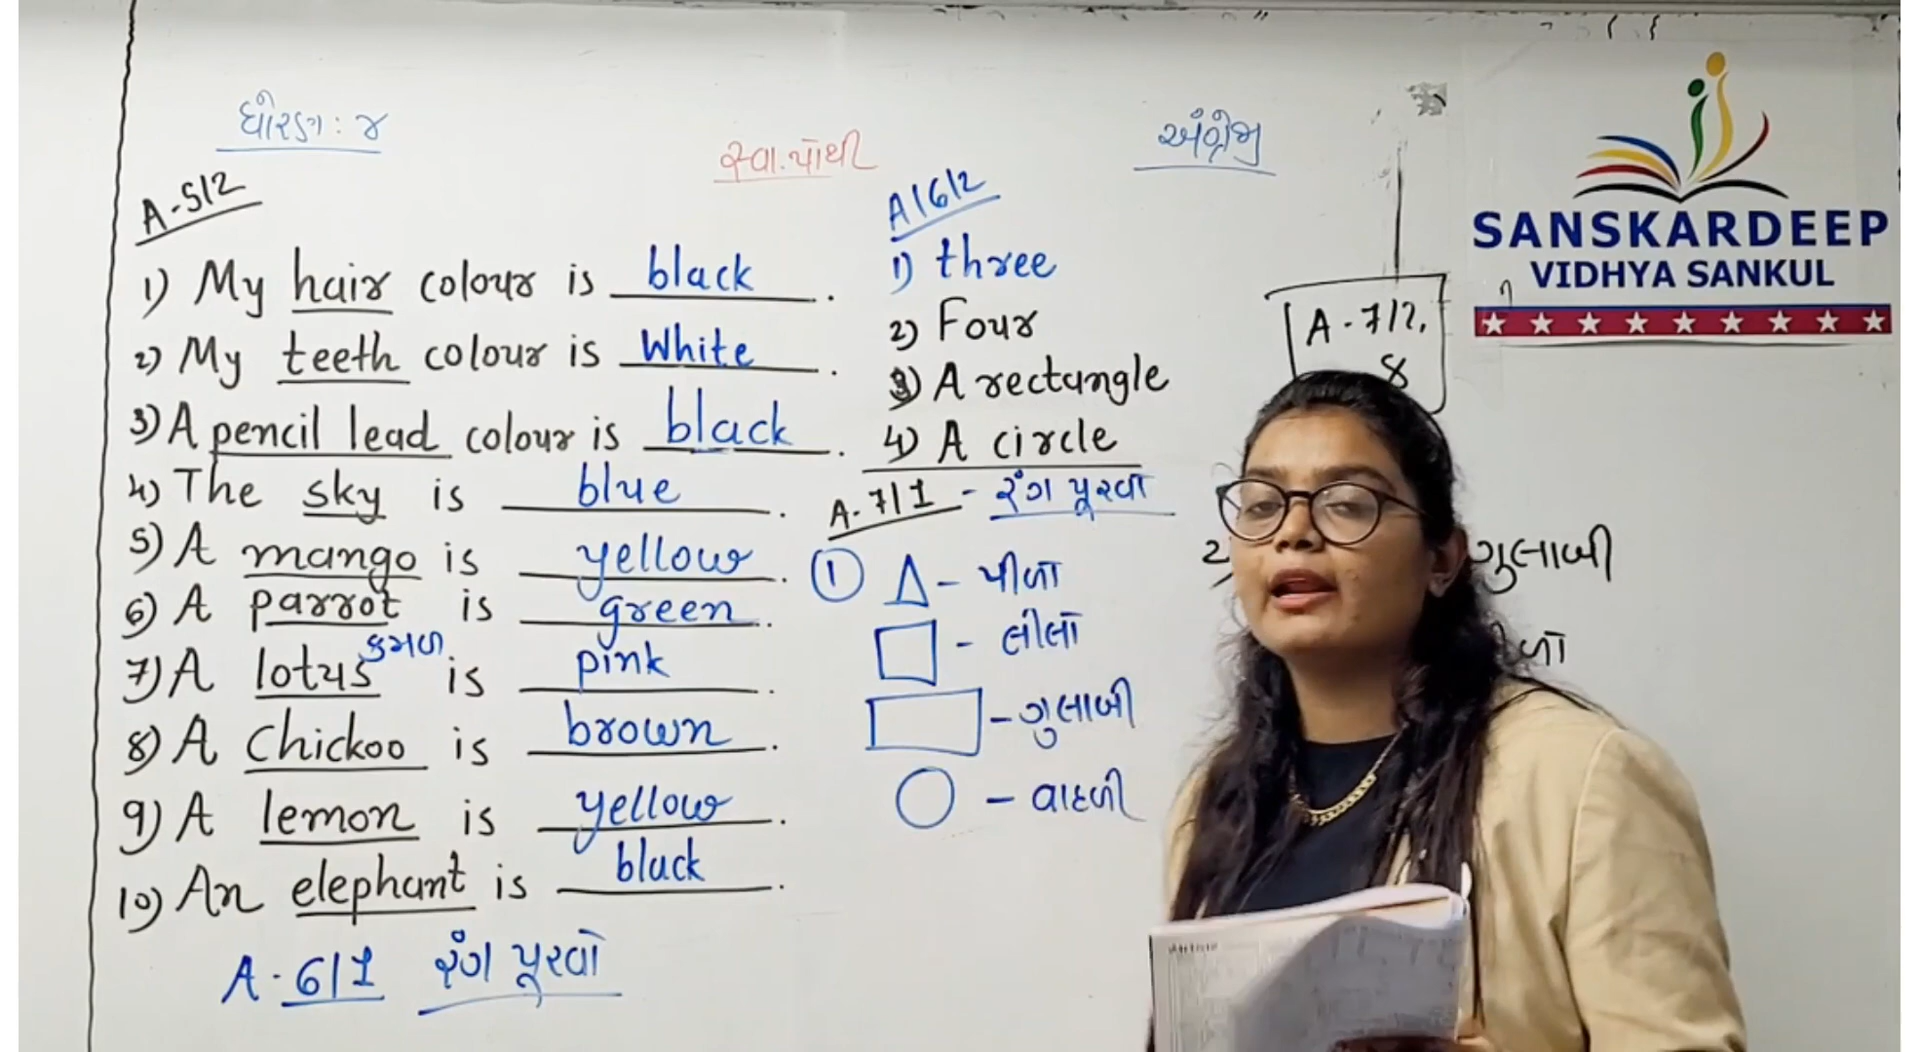 ધોરણ : ૪
સ્વા.પોથી
અંગ્રેજી
A-5/2
1) My hair colour is black.
2) My teeth colour is White.
3) A pencil lead colour is black.
4) The sky is blue.
5) A mango is yellow.
6) A parrot is green.
7) A lotus કમળ is pink.
8) A Chickoo is brown.
9) A lemon is yellow.
10) An elephant is black.
A-6/1 રંગ પૂરવો
A/6/2
1) three
2) Four
3) A rectangle
4) A circle
A-7/1 - રંગ પૂરવો
1 △ - પીળો
□ - લીલો
▭ - ગુલાબી
○ - વાદળી
A-7/2,
8
2)
ગુલાબી
SANSKARDEEP
VIDHYA SANKUL